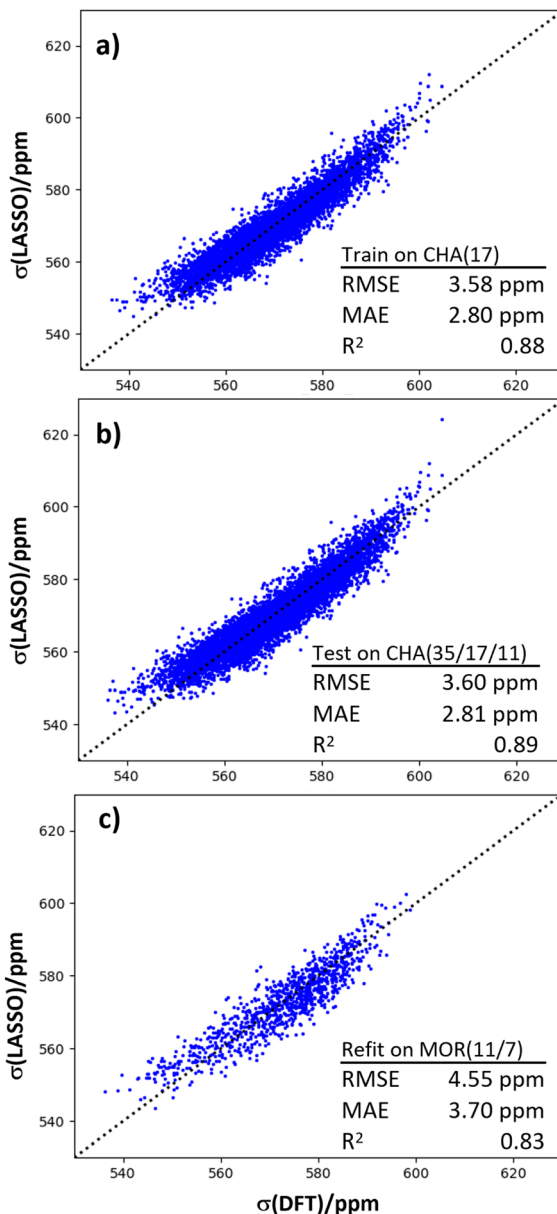 a)
σ(LASSO)/ppm
620
600
580
560
540
Train on CHA(17)
RMSE 3.58 ppm
MAE 2.80 ppm
R² 0.88
540 560 580 600 620
b)
σ(LASSO)/ppm
620
600
580
560
540
Test on CHA(35/17/11)
RMSE 3.60 ppm
MAE 2.81 ppm
R² 0.89
540 560 580 600 620
c)
σ(LASSO)/ppm
620
600
580
560
540
Refit on MOR(11/7)
RMSE 4.55 ppm
MAE 3.70 ppm
R² 0.83
540 560 580 600 620
σ(DFT)/ppm